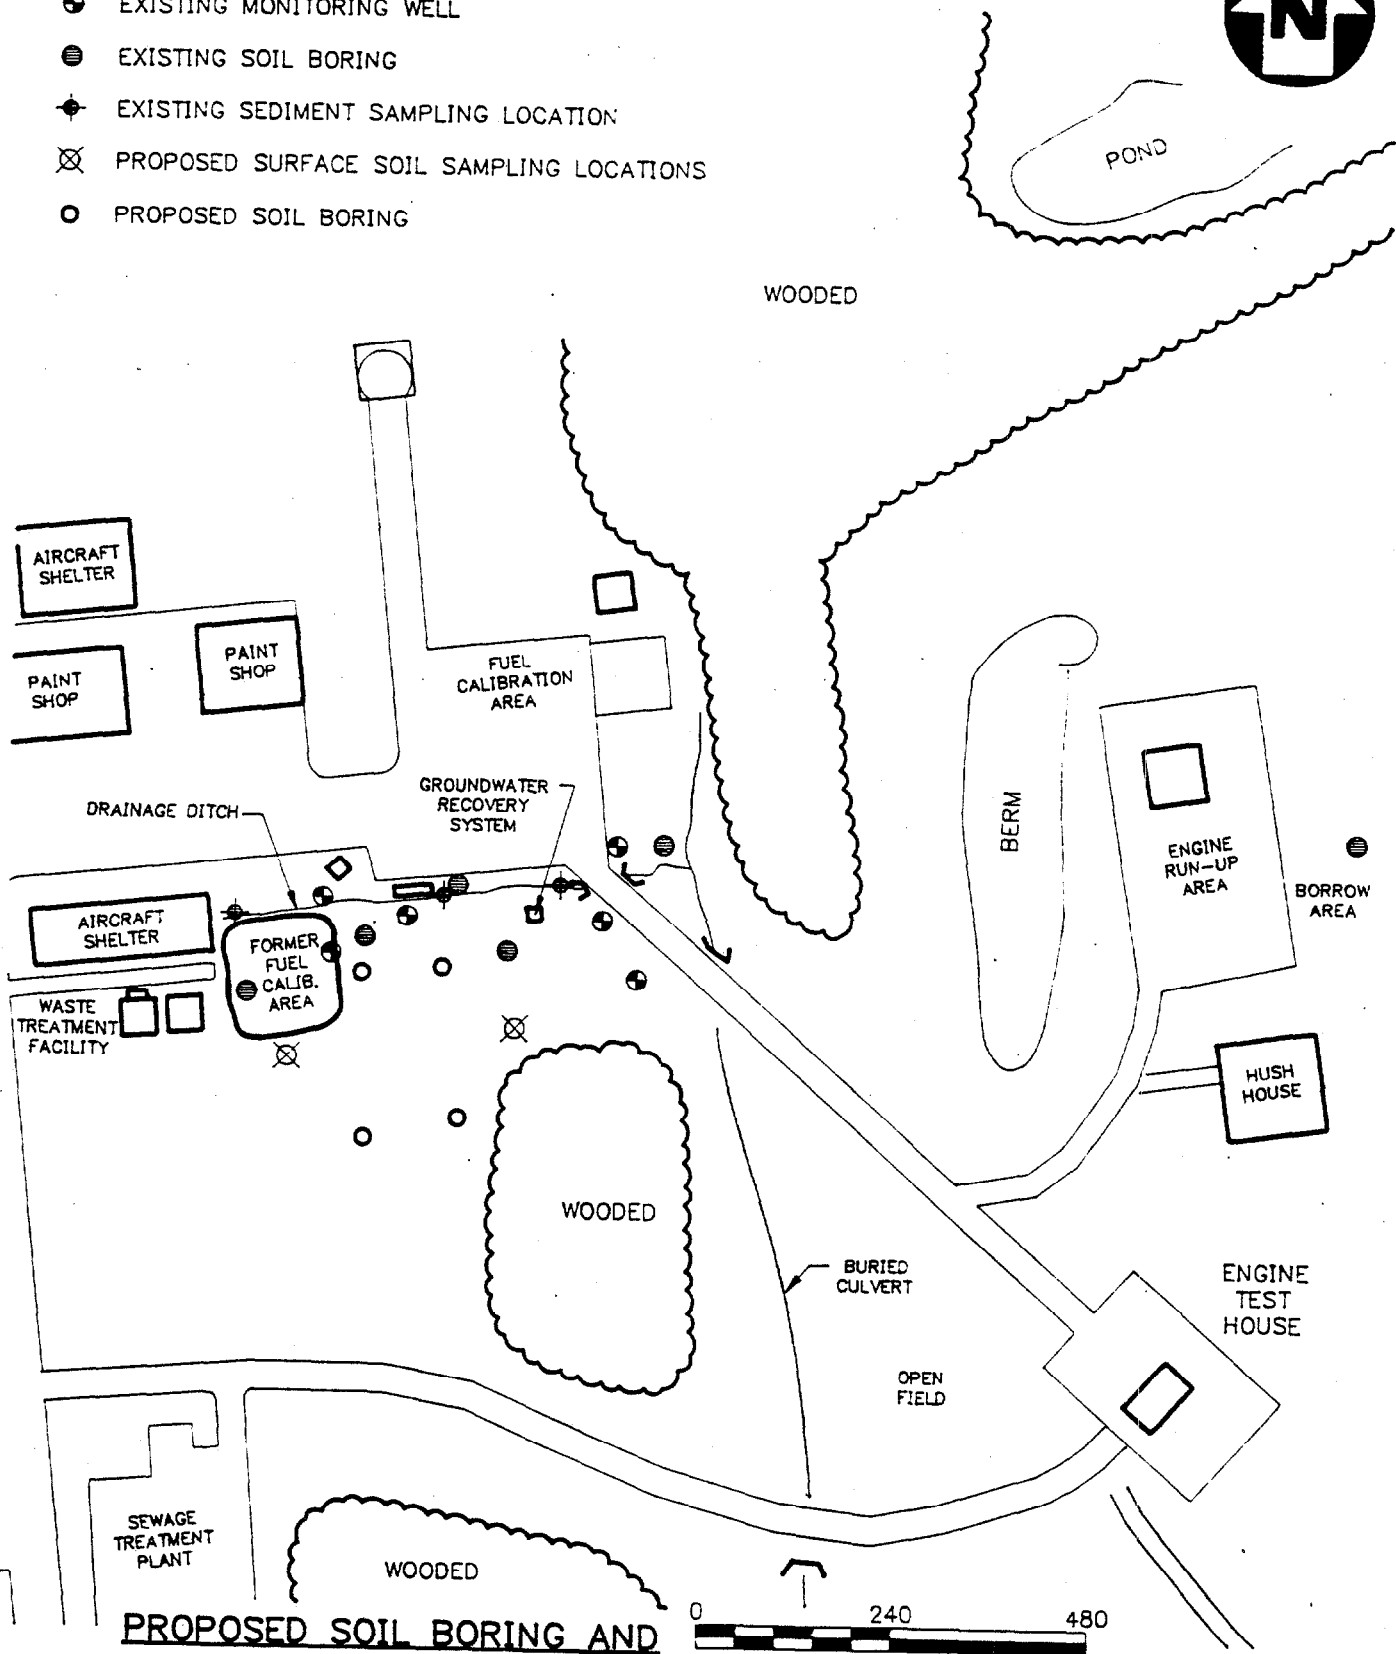 EXISTING MONITORING WELL
EXISTING SOIL BORING
EXISTING SEDIMENT SAMPLING LOCATION
PROPOSED SURFACE SOIL SAMPLING LOCATIONS
PROPOSED SOIL BORING
N
POND
WOODED
AIRCRAFT
SHELTER
PAINT
SHOP
PAINT
SHOP
FUEL
CALIBRATION
AREA
GROUNDWATER
RECOVERY
SYSTEM
DRAINAGE DITCH
BERM
ENGINE
RUN-UP
AREA
BORROW
AREA
AIRCRAFT
SHELTER
FORMER
FUEL
CALIB.
AREA
WASTE
TREATMENT
FACILITY
HUSH
HOUSE
WOODED
BURIED
CULVERT
ENGINE
TEST
HOUSE
OPEN
FIELD
SEWAGE
TREATMENT
PLANT
WOODED
PROPOSED SOIL BORING AND
0 240 480